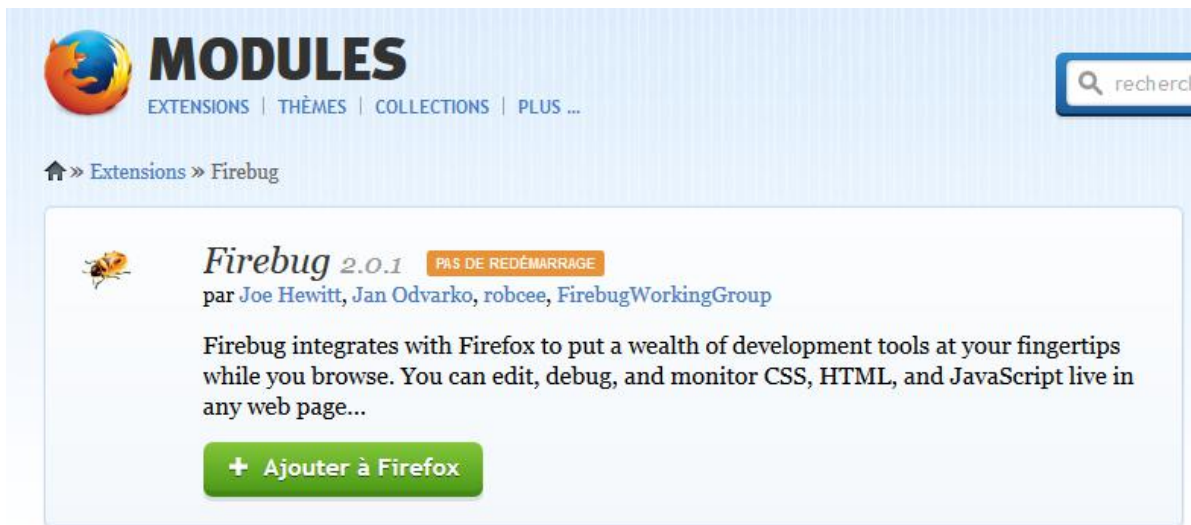 MODULES
EXTENSIONS | THÈMES | COLLECTIONS | PLUS ...
recherch
» Extensions » Firebug
Firebug 2.0.1 PAS DE REDÉMARRAGE
par Joe Hewitt, Jan Odvarko, robcee, FirebugWorkingGroup
Firebug integrates with Firefox to put a wealth of development tools at your fingertips
while you browse. You can edit, debug, and monitor CSS, HTML, and JavaScript live in
any web page...
+ Ajouter à Firefox